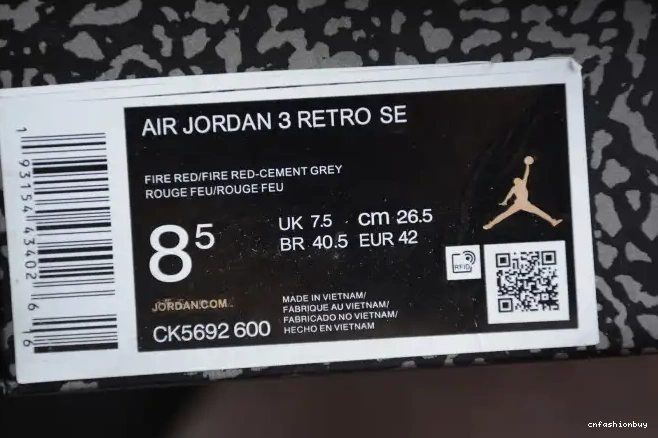 AIR JORDAN 3 RETRO SE
FIRE RED/FIRE RED-CEMENT GREY
ROUGE FEU/ROUGE FEU
8⁵
UK 7.5 cm 26.5
BR 40.5 EUR 42
RFID
JORDAN.COM
CK5692 600
MADE IN VIETNAM/
FABRIQUE AU VIETNAM/
FABRICADO NO VIETNAM/
HECHO EN VIETNAM
1 93154 43402 6 16
cnfashionbuy